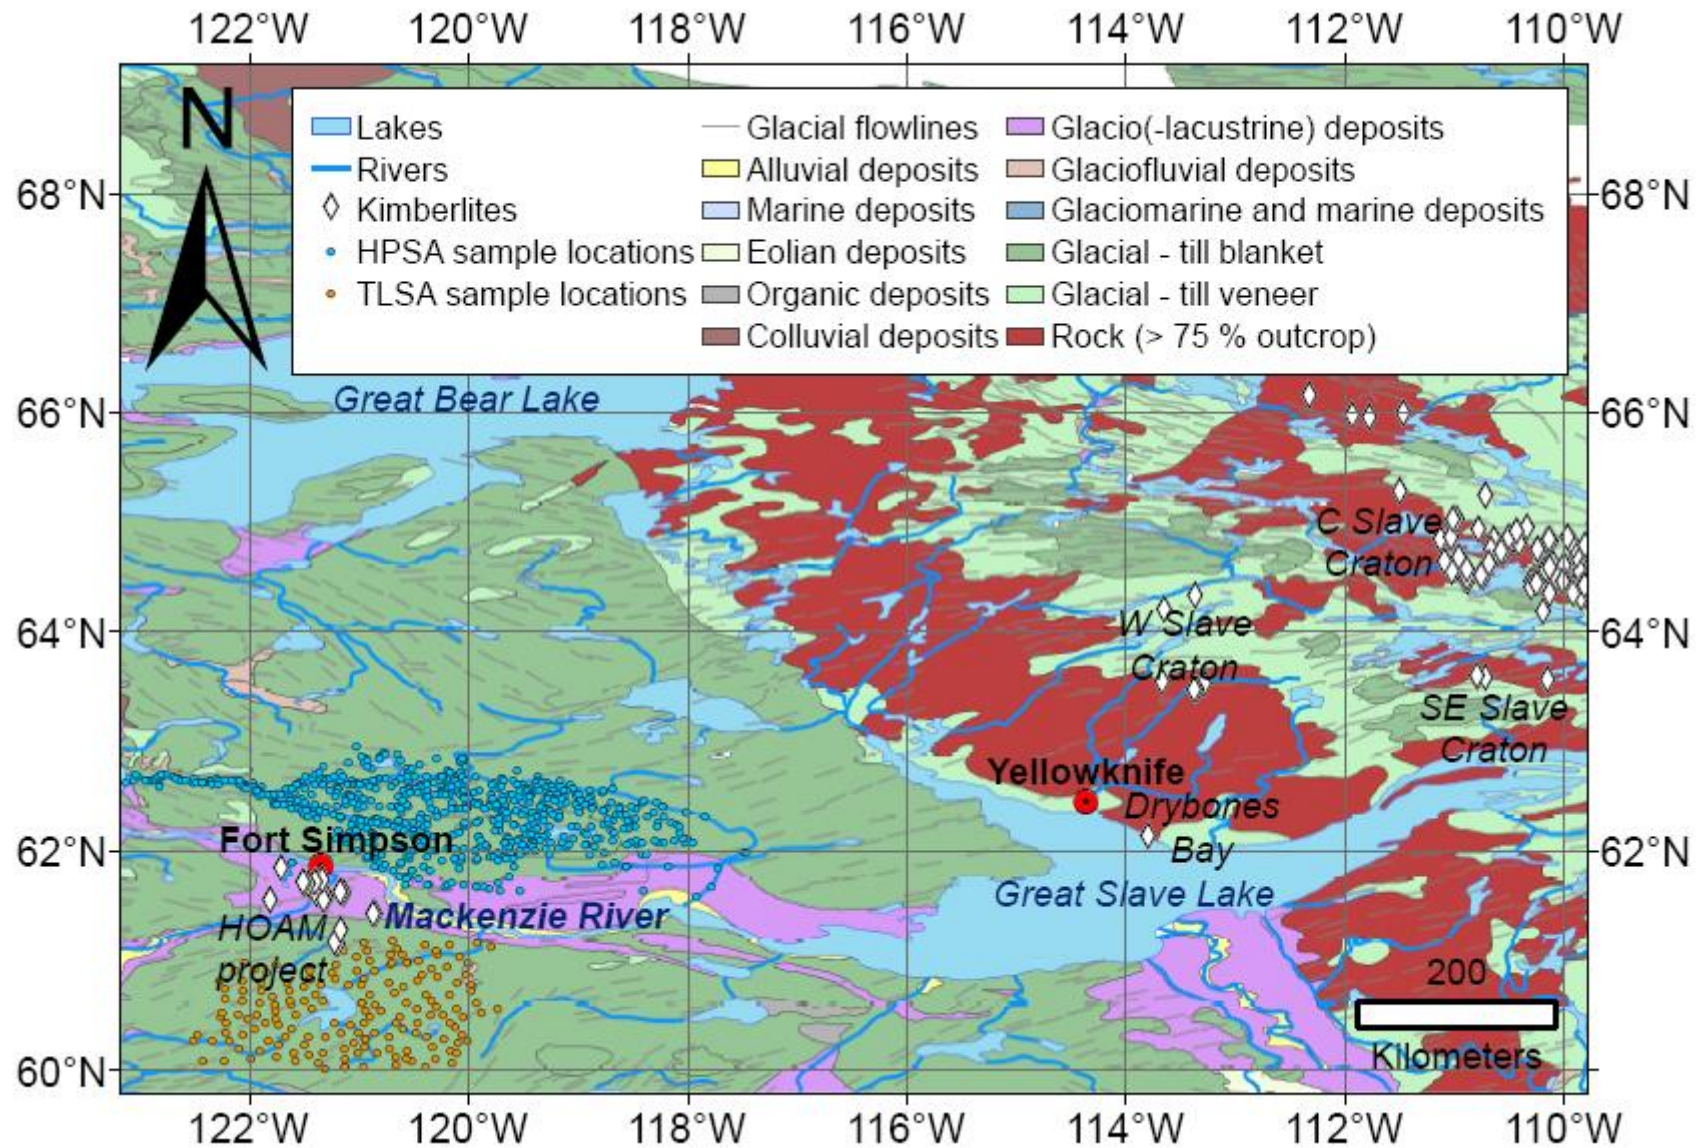 122°W 120°W 118°W 116°W 114°W 112°W 110°W
N
Lakes
Rivers
Kimberlites
HPSA sample locations
TLSA sample locations
Glacial flowlines
Alluvial deposits
Marine deposits
Eolian deposits
Organic deposits
Colluvial deposits
Glacio(-lacustrine) deposits
Glaciofluvial deposits
Glaciomarine and marine deposits
Glacial - till blanket
Glacial - till veneer
Rock (> 75 % outcrop)
68°N 68°N
66°N 66°N
Great Bear Lake
C Slave
Craton
64°N 64°N
W Slave
Craton
SE Slave
Craton
Yellowknife
Drybones
Bay
Fort Simpson
62°N 62°N
Great Slave Lake
Mackenzie River
HOAM
project
200
Kilometers
60°N 60°N
122°W 120°W 118°W 116°W 114°W 112°W 110°W